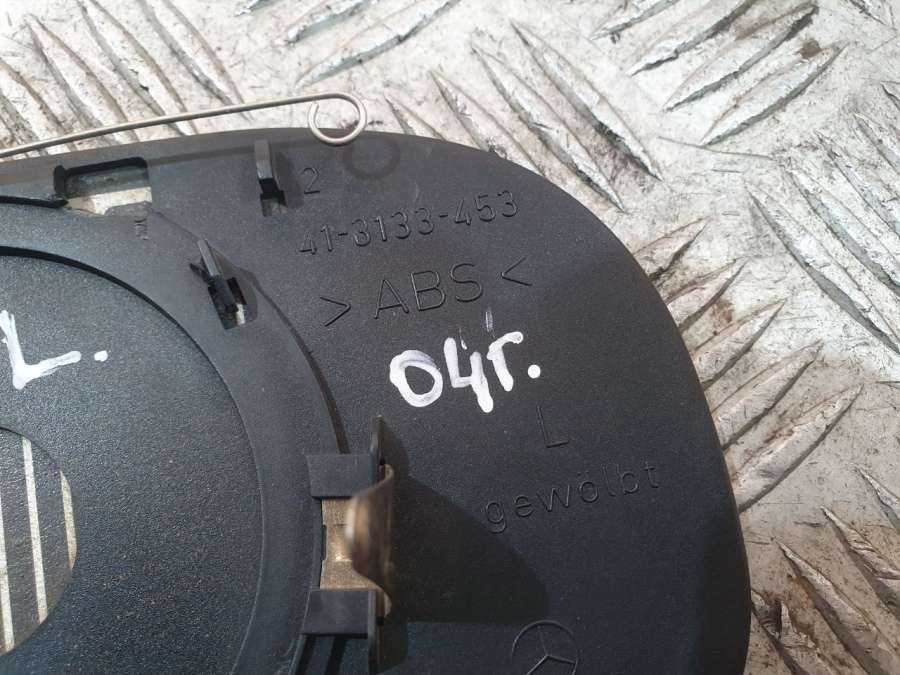 2
41-3133-453
> ABS <
L.
04г.
L
gewölbt